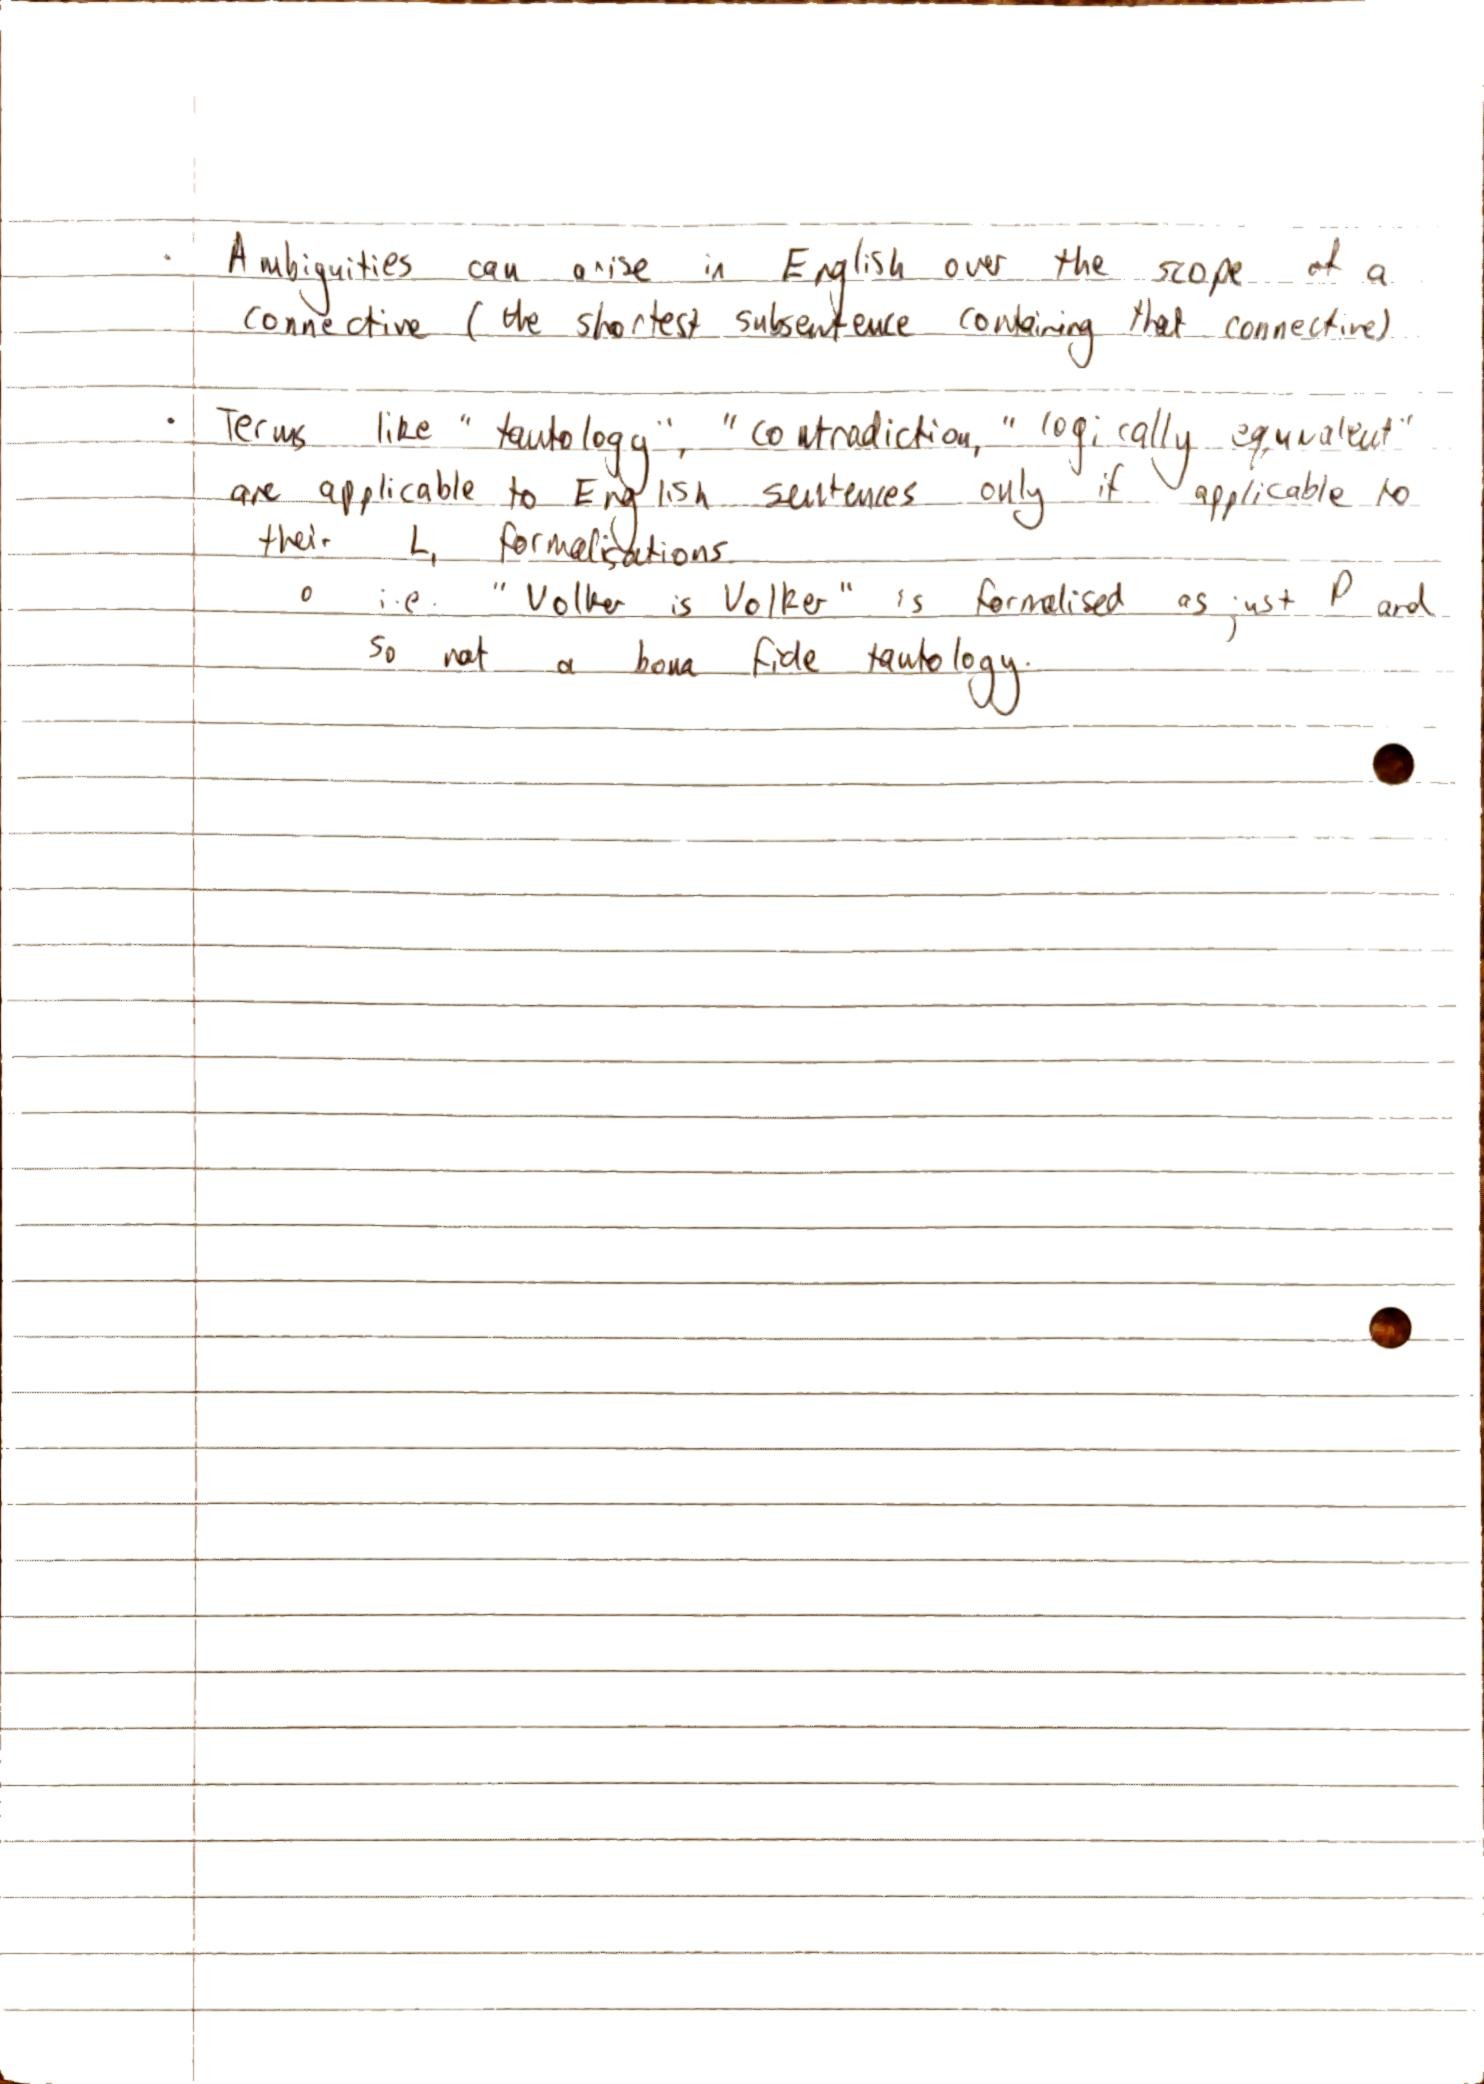 · Ambiguities can arise in English over the scope of a
connective (the shortest subsentence containing that connective)
· Terms like "tautology", "contradiction, "logically equvalent"
are applicable to English sentences only if applicable to
their L₁ formalisations
o i.e. "Volker is Volker" is formalised as just P and
so not a bona fide tautology.